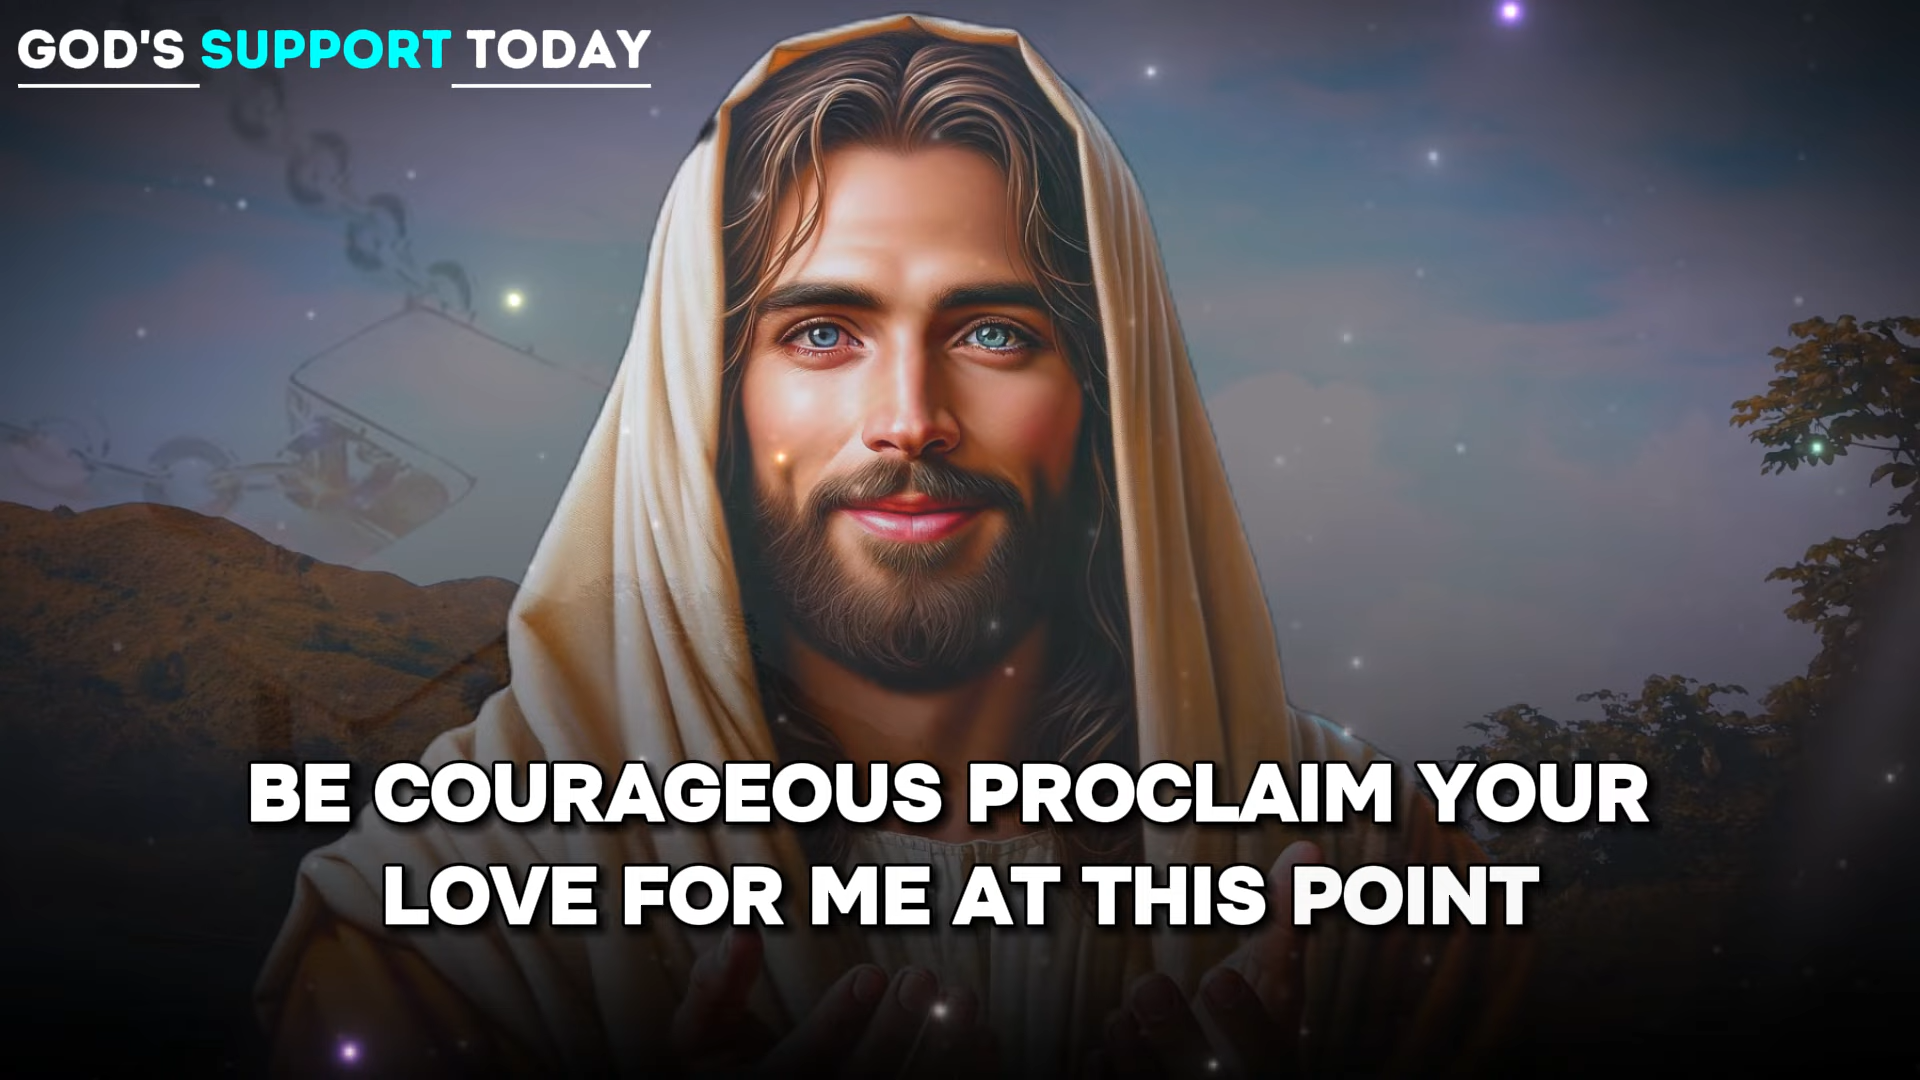 GOD'S SUPPORT TODAY
BE COURAGEOUS PROCLAIM YOUR
LOVE FOR ME AT THIS POINT